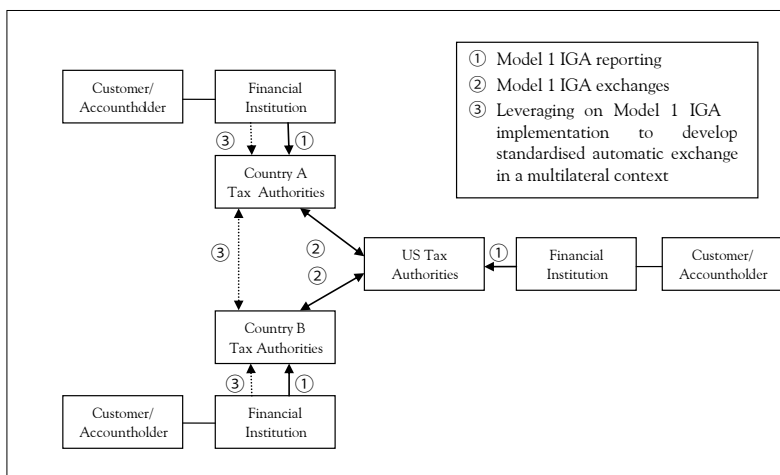 ① Model 1 IGA reporting
② Model 1 IGA exchanges
③ Leveraging on Model 1 IGA
implementation to develop
standardised automatic exchange
in a multilateral context
Customer/
Accountholder
Financial
Institution
③
①
Country A
Tax Authorities
③
②
②
US Tax
Authorities
①
Financial
Institution
Customer/
Accountholder
Country B
Tax Authorities
③
①
Customer/
Accountholder
Financial
Institution